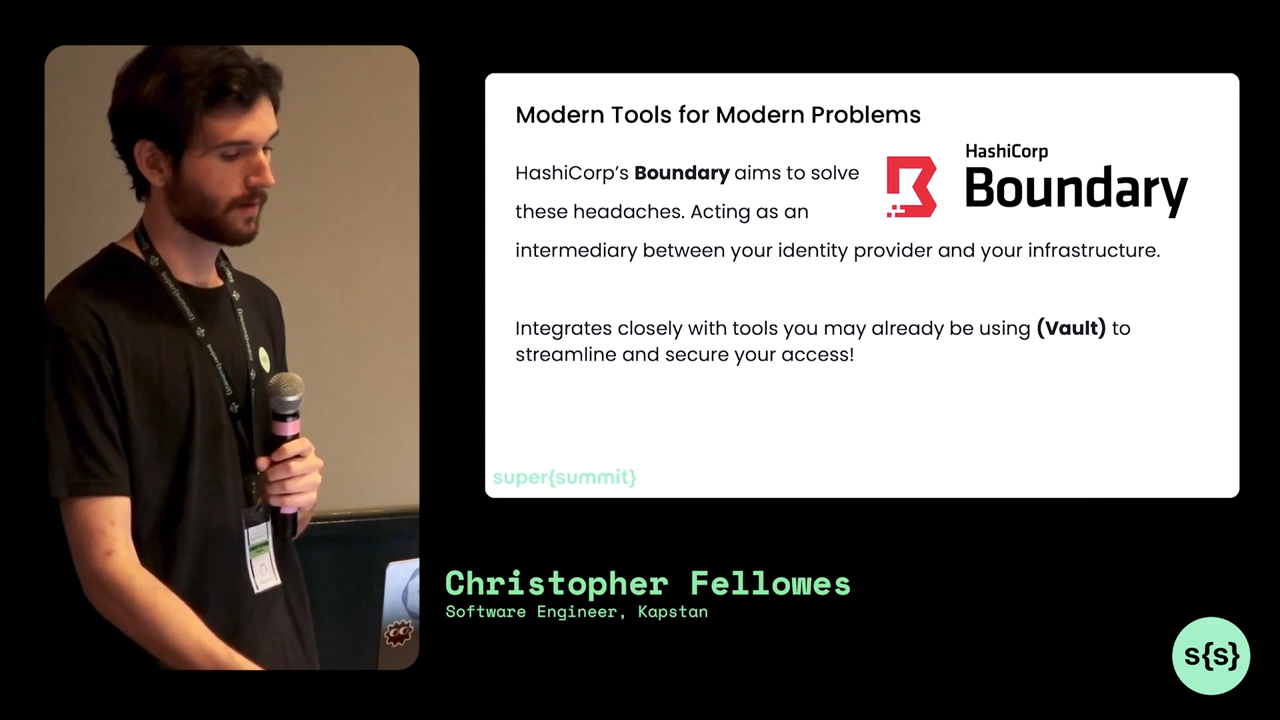 Modern Tools for Modern Problems
HashiCorp's Boundary aims to solve
these headaches. Acting as an
intermediary between your identity provider and your infrastructure.
HashiCorp
Boundary
Integrates closely with tools you may already be using (Vault) to
streamline and secure your access!
super{summit}
Christopher Fellowes
Software Engineer, Kapstan
s{s}
super{summit}